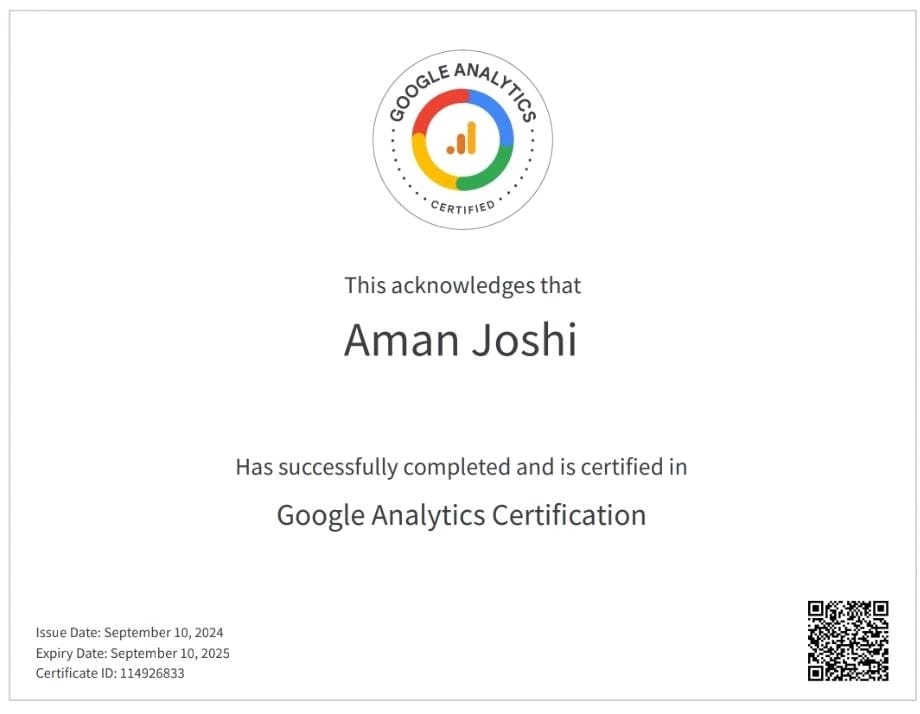 GOOGLE ANALYTICS
CERTIFIED
This acknowledges that
Aman Joshi
Has successfully completed and is certified in
Google Analytics Certification
Issue Date: September 10, 2024
Expiry Date: September 10, 2025
Certificate ID: 114926833